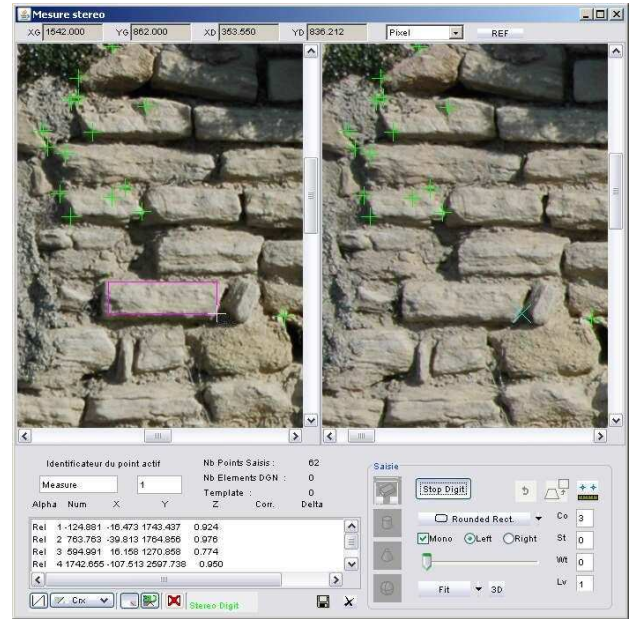 Mesure stereo
XG 1542.000 YG 862.000 XD 353.550 YD 836.212 Pixel REF
Identificateur du point actif
Measure 1
Nb Points Saisis : 62
Nb Elements DGN : 0
Template : 0
Alpha Num X Y Z Corr. Delta
Rel 1 -124.881 -16.473 1743.437 0.924
Rel 2 763.763 -39.813 1764.856 0.976
Rel 3 594.991 16.158 1270.858 0.774
Rel 4 1742.655 -107.513 2597.738 0.950
Crx
Stereo Digit
Saisie
Stop Digit
Rounded Rect. Co 3
Mono Left Right St 0
Wt 0
Fit 3D Lv 1